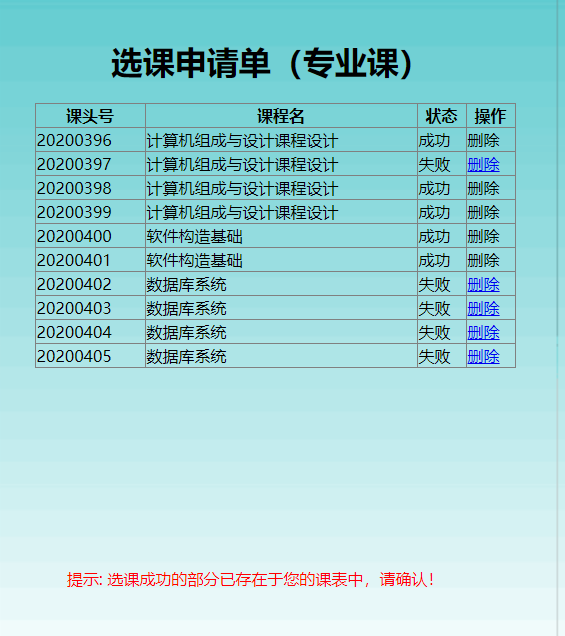 选课申请单（专业课）
课头号 课程名 状态 操作
20200396 计算机组成与设计课程设计 成功 删除
20200397 计算机组成与设计课程设计 失败 删除
20200398 计算机组成与设计课程设计 成功 删除
20200399 计算机组成与设计课程设计 成功 删除
20200400 软件构造基础 成功 删除
20200401 软件构造基础 成功 删除
20200402 数据库系统 失败 删除
20200403 数据库系统 失败 删除
20200404 数据库系统 失败 删除
20200405 数据库系统 失败 删除
提示: 选课成功的部分已存在于您的课表中，请确认！